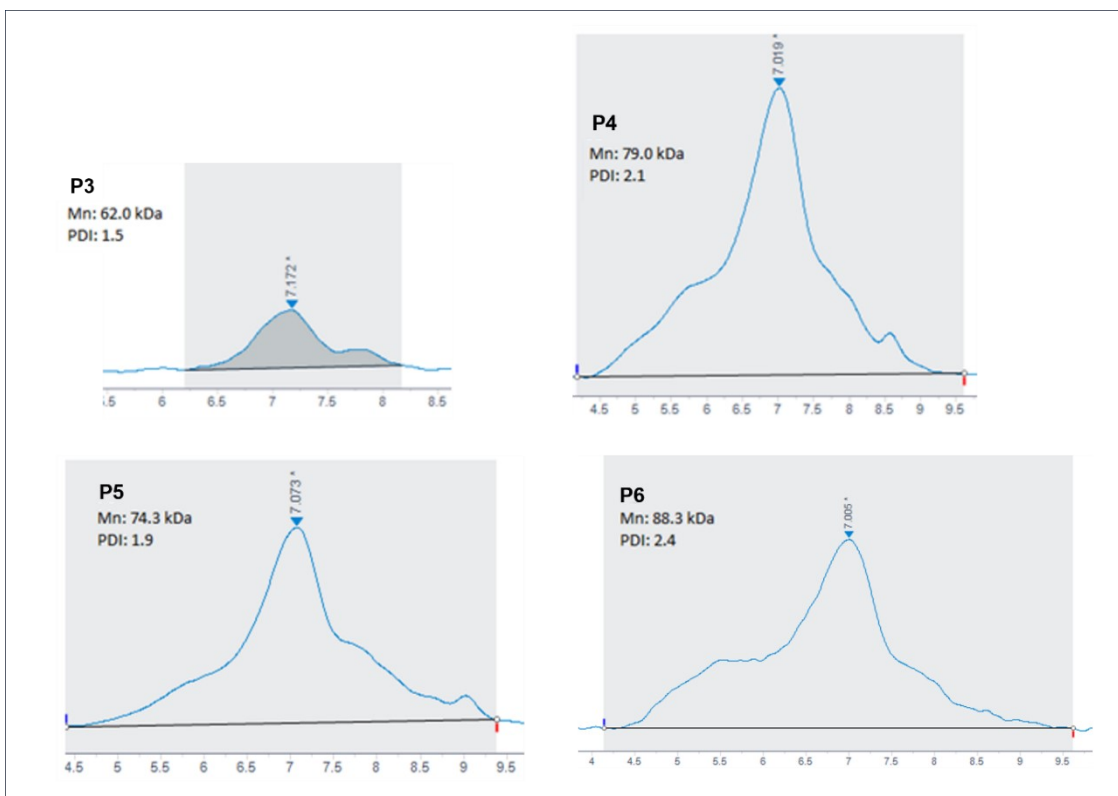 P3
Mn: 62.0 kDa
PDI: 1.5
7.172 *
6.5 7 7.5 8 8.5
P4
Mn: 79.0 kDa
PDI: 2.1
7.019 *
4.5 5 5.5 6 6.5 7 7.5 8 8.5 9 9.5
P5
Mn: 74.3 kDa
PDI: 1.9
7.073 *
4.5 5 5.5 6 6.5 7 7.5 8 8.5 9 9.5
P6
Mn: 88.3 kDa
PDI: 2.4
7.005 *
4 4.5 5 5.5 6 6.5 7 7.5 8 8.5 9 9.5